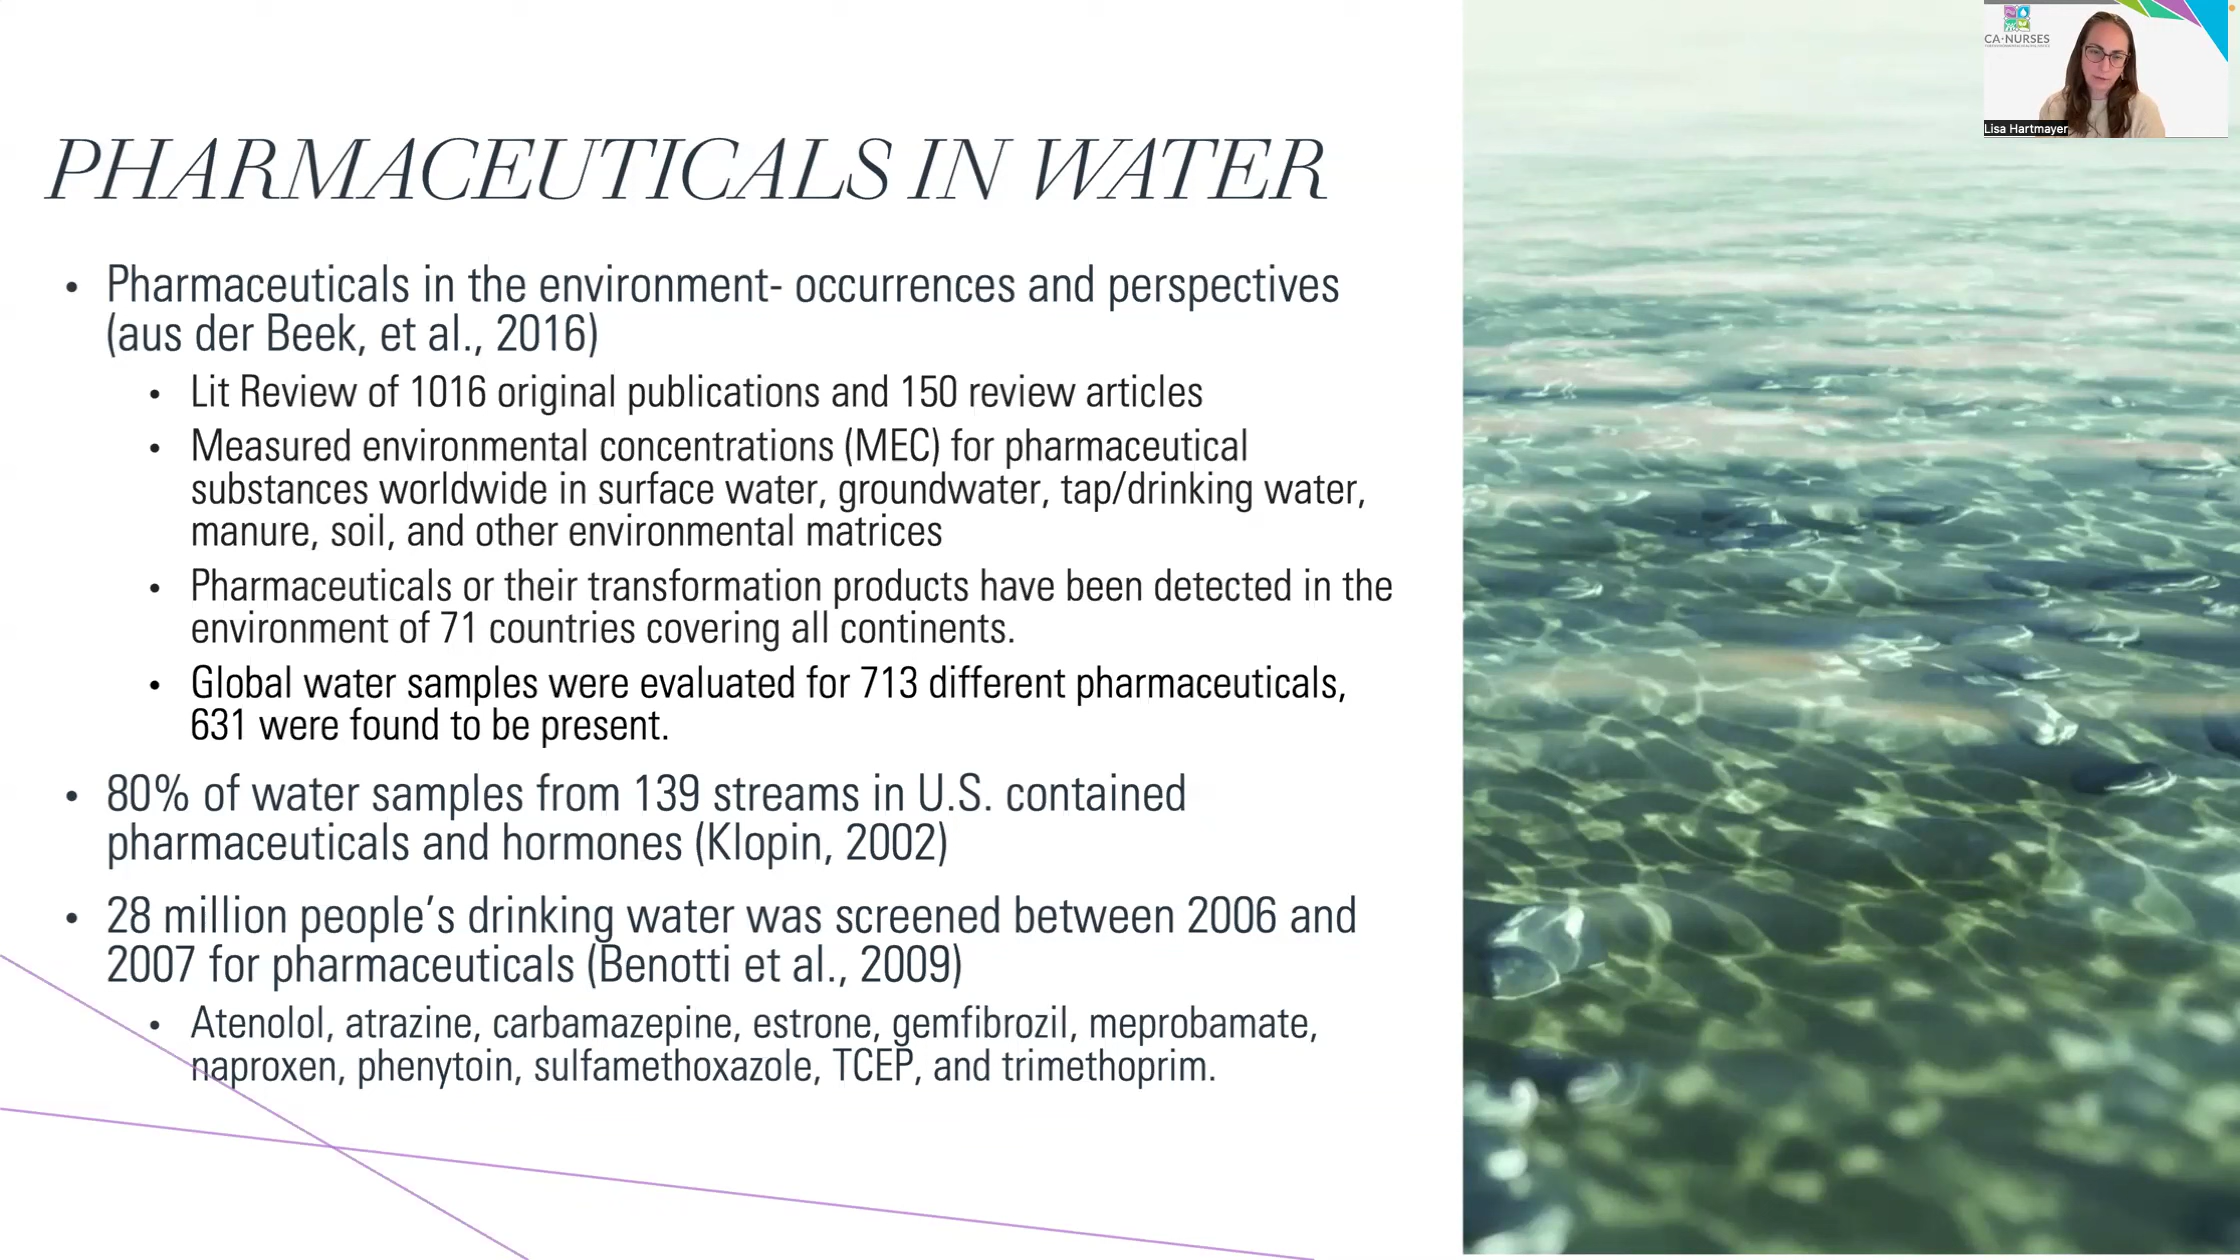 CA·NURSES
Lisa Hartmayer
PHARMACEUTICALS IN WATER
• Pharmaceuticals in the environment- occurrences and perspectives
(aus der Beek, et al., 2016)
• Lit Review of 1016 original publications and 150 review articles
• Measured environmental concentrations (MEC) for pharmaceutical
substances worldwide in surface water, groundwater, tap/drinking water,
manure, soil, and other environmental matrices
• Pharmaceuticals or their transformation products have been detected in the
environment of 71 countries covering all continents.
• Global water samples were evaluated for 713 different pharmaceuticals,
631 were found to be present.
• 80% of water samples from 139 streams in U.S. contained
pharmaceuticals and hormones (Klopin, 2002)
• 28 million people’s drinking water was screened between 2006 and
2007 for pharmaceuticals (Benotti et al., 2009)
• Atenolol, atrazine, carbamazepine, estrone, gemfibrozil, meprobamate,
naproxen, phenytoin, sulfamethoxazole, TCEP, and trimethoprim.